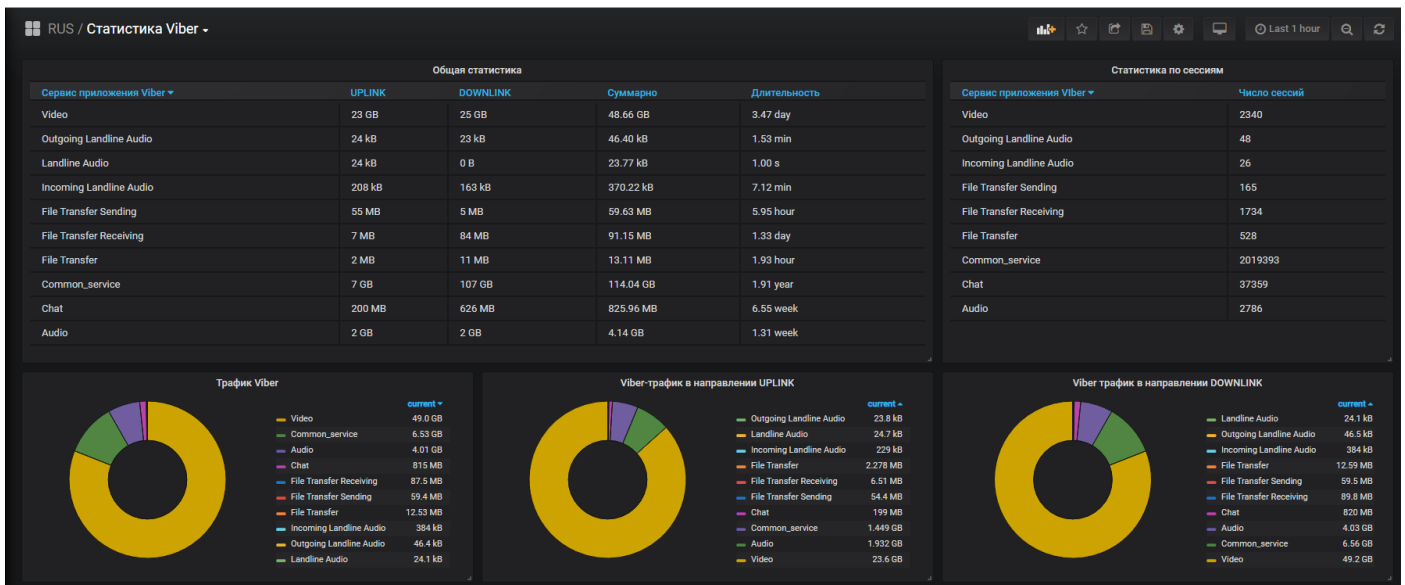 RUS / Статистика Viber
Last 1 hour
Общая статистика
Сервис приложения Viber UPLINK DOWNLINK Суммарно Длительность
Video 23 GB 25 GB 48.66 GB 3.47 day
Outgoing Landline Audio 24 kB 23 kB 46.40 kB 1.53 min
Landline Audio 24 kB 0 B 23.77 kB 1.00 s
Incoming Landline Audio 208 kB 163 kB 370.22 kB 7.12 min
File Transfer Sending 55 MB 5 MB 59.63 MB 5.95 hour
File Transfer Receiving 7 MB 84 MB 91.15 MB 1.33 day
File Transfer 2 MB 11 MB 13.11 MB 1.93 hour
Common_service 7 GB 107 GB 114.04 GB 1.91 year
Chat 200 MB 626 MB 825.96 MB 6.55 week
Audio 2 GB 2 GB 4.14 GB 1.31 week
Статистика по сессиям
Сервис приложения VIber Число сессий
Video 2340
Outgoing Landline Audio 48
Incoming Landline Audio 26
File Transfer Sending 165
File Transfer Receiving 1734
File Transfer 528
Common_service 2019393
Chat 37359
Audio 2786
Трафик Viber
current
Video 49.0 GB
Common_service 6.53 GB
Audio 4.01 GB
Chat 815 MB
File Transfer Receiving 87.5 MB
File Transfer Sending 59.4 MB
File Transfer 12.53 MB
Incoming Landline Audio 384 kB
Outgoing Landline Audio 46.4 kB
Landline Audio 24.1 kB
Viber-трафик в направлении UPLINK
current
Outgoing Landline Audio 23.8 kB
Landline Audio 24.7 kB
Incoming Landline Audio 229 kB
File Transfer 2.278 MB
File Transfer Receiving 6.51 MB
File Transfer Sending 54.4 MB
Chat 199 MB
Common_service 1.449 GB
Audio 1.932 GB
Video 23.6 GB
Viber трафик в направлении DOWNLINK
current
Landline Audio 24.1 kB
Outgoing Landline Audio 46.5 kB
Incoming Landline Audio 384 kB
File Transfer 12.59 MB
File Transfer Sending 59.5 MB
File Transfer Receiving 89.8 MB
Chat 820 MB
Audio 4.03 GB
Common_service 6.56 GB
Video 49.2 GB